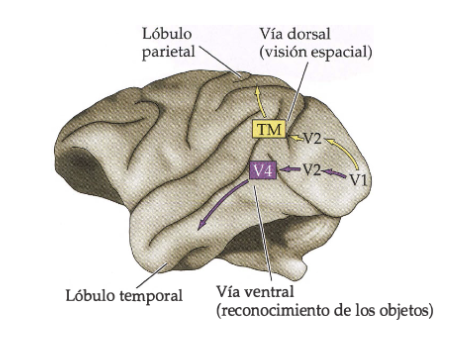 Lóbulo
parietal
Vía dorsal
(visión espacial)
TM
V2
V4
V2
V1
Lóbulo temporal
Vía ventral
(reconocimiento de los objetos)